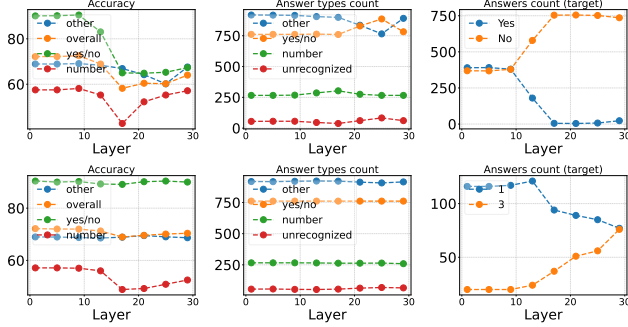 Accuracy
Answer types count
Answers count (target)
80
60
other
overall
yes/no
number
0 10 20 30
Layer
750
500
250
0
other
yes/no
number
unrecognized
0 10 20 30
Layer
750
500
250
0
Yes
No
0 10 20 30
Layer
Accuracy
Answer types count
Answers count (target)
80
60
other
overall
yes/no
number
0 10 20 30
Layer
750
500
250
other
yes/no
number
unrecognized
0 10 20 30
Layer
100
50
1
3
0 10 20 30
Layer